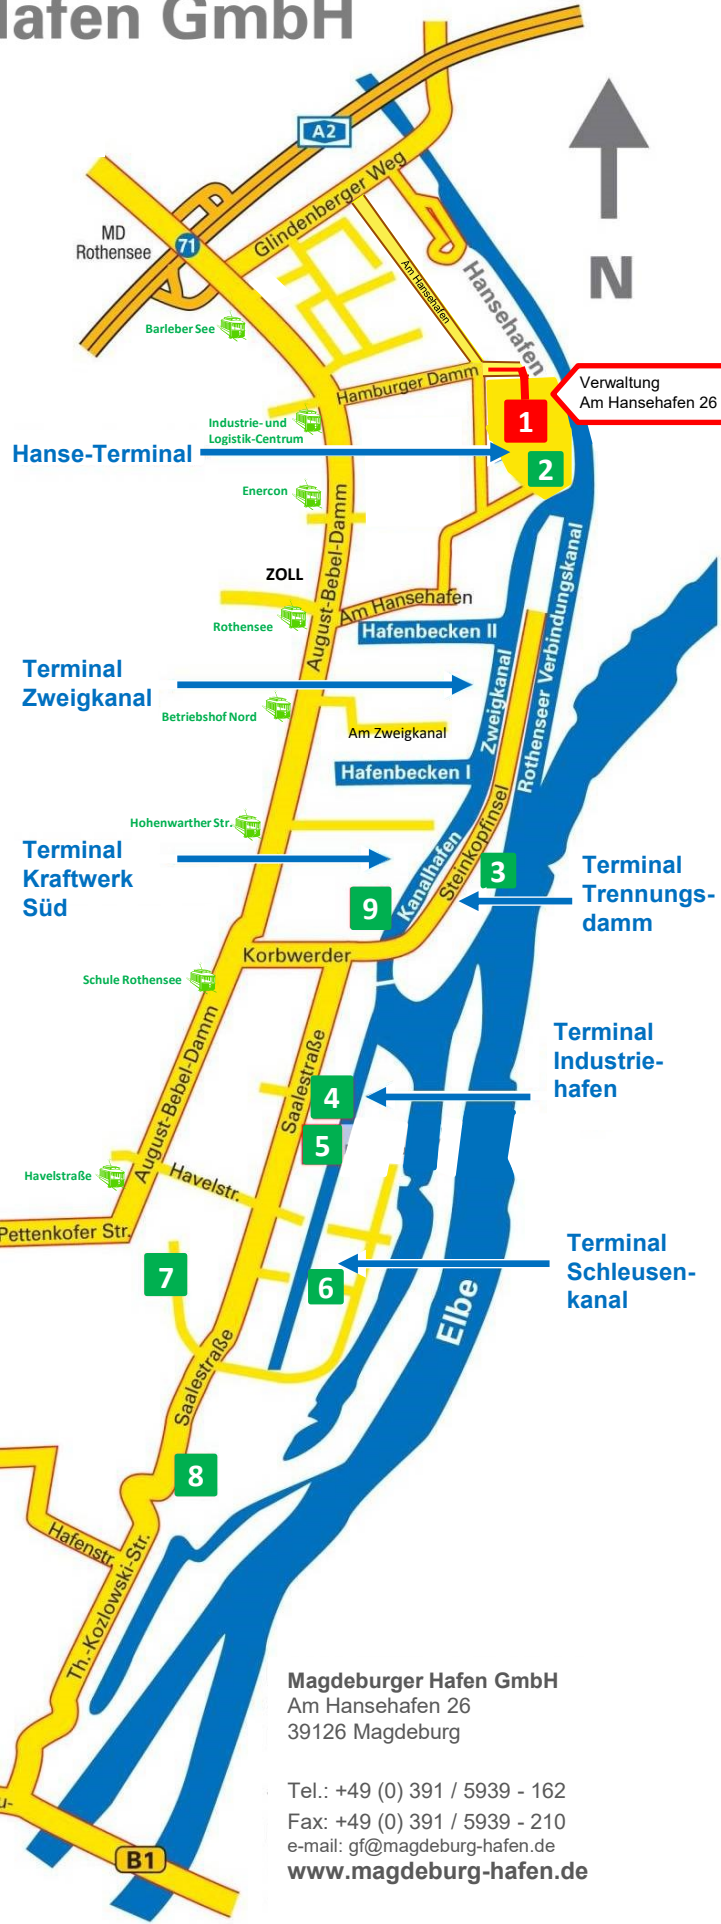 Hafen GmbH
A2
Glindenberger Weg
MD
Rothensee
71
Am Hansehafen
Hansehafen
N
Barleber See
Hamburger Damm
Verwaltung
Am Hansehafen 26
1
Industrie- und
Logistik-Centrum
Hanse-Terminal
2
Enercon
August-Bebel-Damm
ZOLL
Am Hansehafen
Rothensee
Hafenbecken II
Rothenseer Verbindungskanal
Zweigkanal
Terminal
Zweigkanal
Betriebshof Nord
Am Zweigkanal
Hafenbecken I
Hohenwarther Str.
Steinkopfinsel
Kanalhafen
Terminal
Kraftwerk
Süd
3
Terminal
Trennungs-
damm
9
Korbwerder
Schule Rothensee
August-Bebel-Damm
Saalestraße
Terminal
Industrie-
hafen
4
5
Havelstraße
Havelstr.
Pettenkofer Str.
7
6
Terminal
Schleusen-
kanal
Elbe
Saalestraße
8
Hafenstr.
Th.-Kozlowski-Str.
Magdeburger Hafen GmbH
Am Hansehafen 26
39126 Magdeburg
Tel.: +49 (0) 391 / 5939 - 162
Fax: +49 (0) 391 / 5939 - 210
e-mail: gf@magdeburg-hafen.de
www.magdeburg-hafen.de
u-
B1